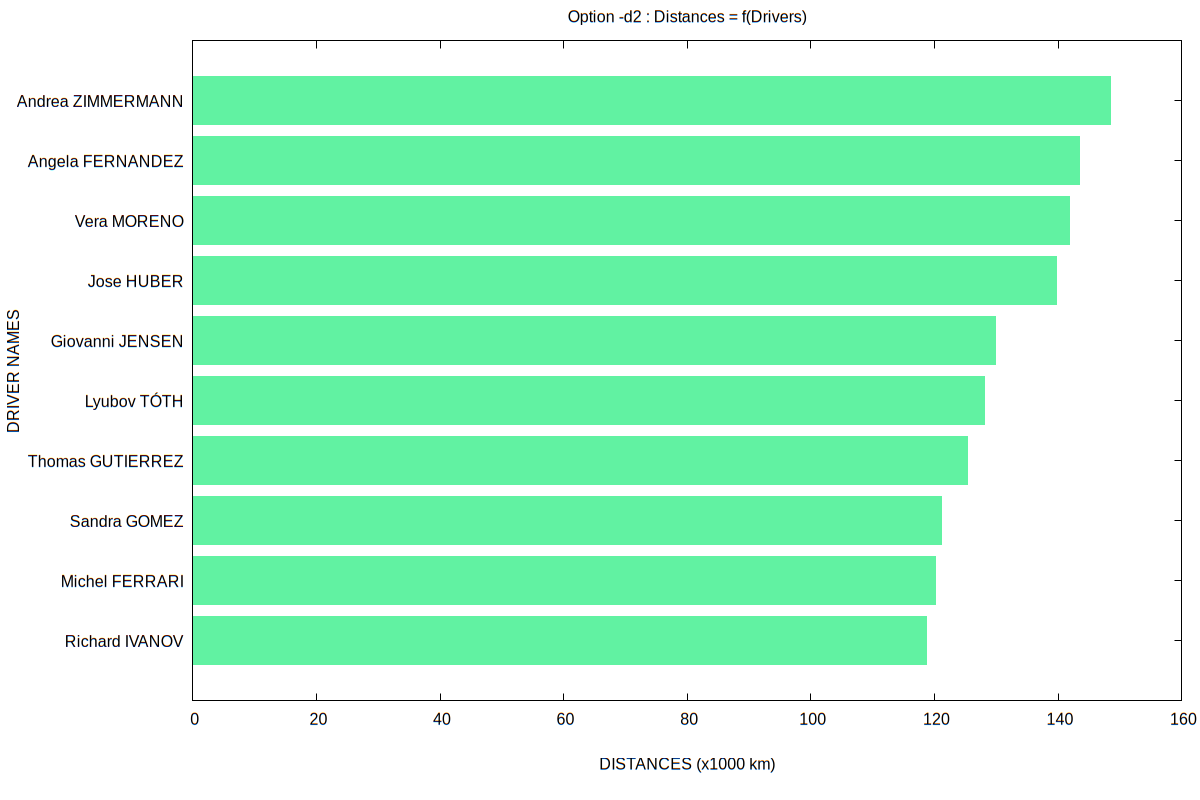 Option -d2 : Distances = f(Drivers)
DRIVER NAMES
Andrea ZIMMERMANN
Angela FERNANDEZ
Vera MORENO
Jose HUBER
Giovanni JENSEN
Lyubov TÓTH
Thomas GUTIERREZ
Sandra GOMEZ
Michel FERRARI
Richard IVANOV
0 20 40 60 80 100 120 140 160
DISTANCES (x1000 km)